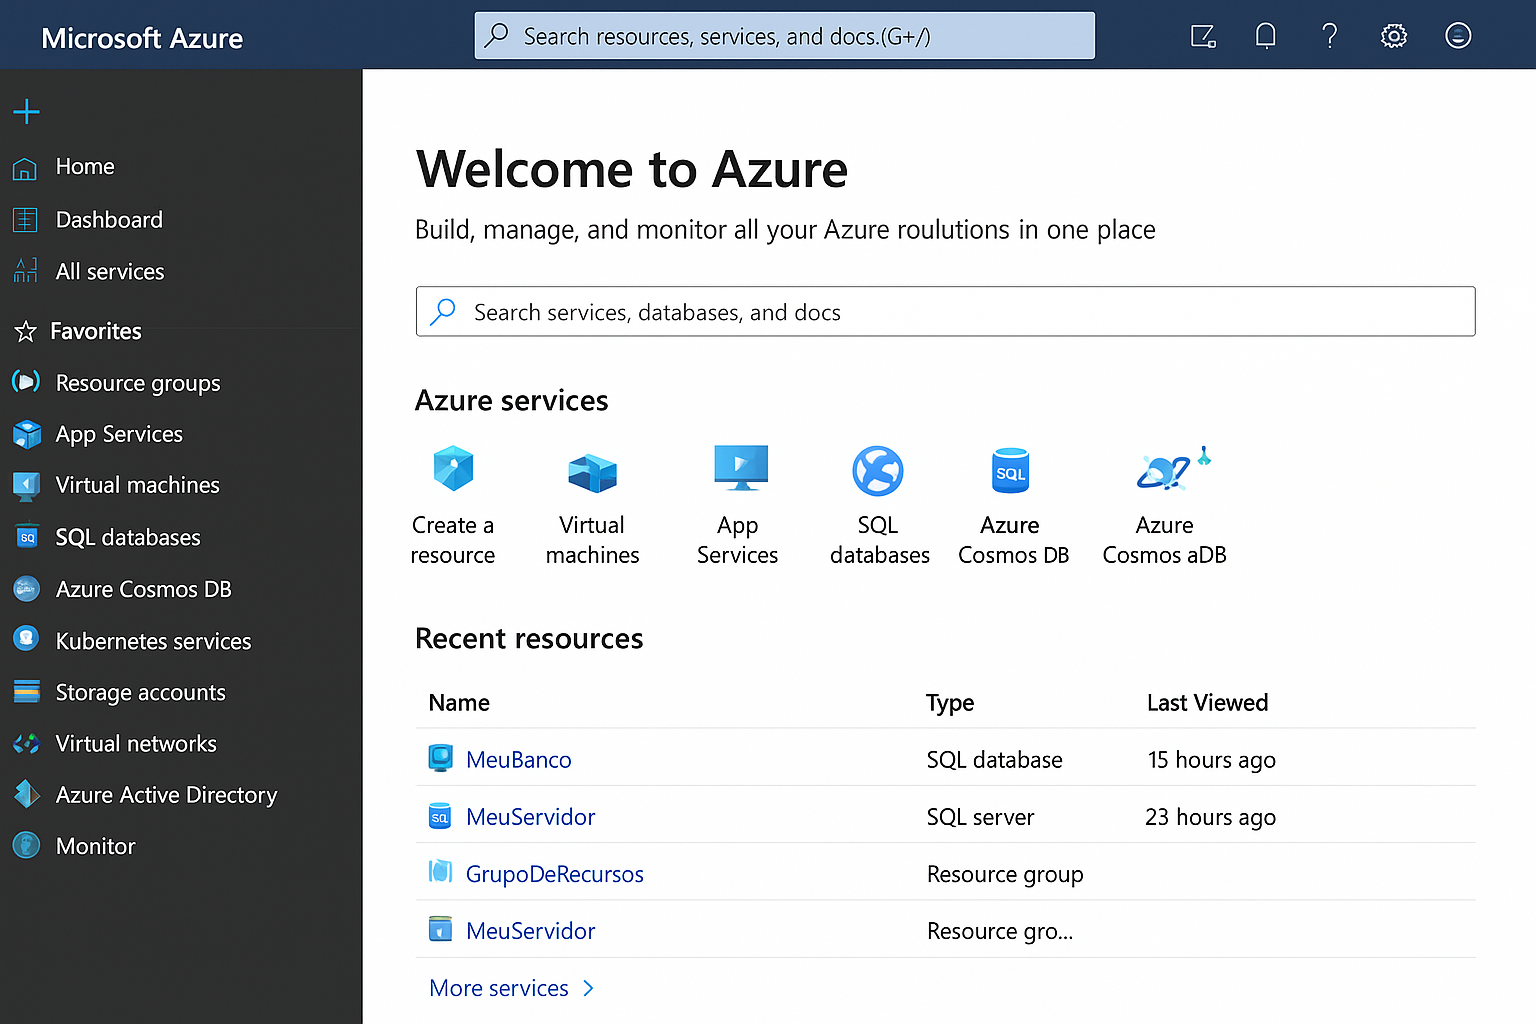 Microsoft Azure
Search resources, services, and docs.(G+/)
Home
Dashboard
All services
Favorites
Resource groups
App Services
Virtual machines
SQL databases
Azure Cosmos DB
Kubernetes services
Storage accounts
Virtual networks
Azure Active Directory
Monitor
Welcome to Azure
Build, manage, and monitor all your Azure roulutions in one place
Search services, databases, and docs
Azure services
Create a
resource
Virtual
machines
App
Services
SQL
databases
SQL
Azure
Cosmos DB
Azure
Cosmos aDB
Recent resources
Name Type Last Viewed
MeuBanco SQL database 15 hours ago
MeuServidor SQL server 23 hours ago
GrupoDeRecursos Resource group
MeuServidor Resource gro...
More services